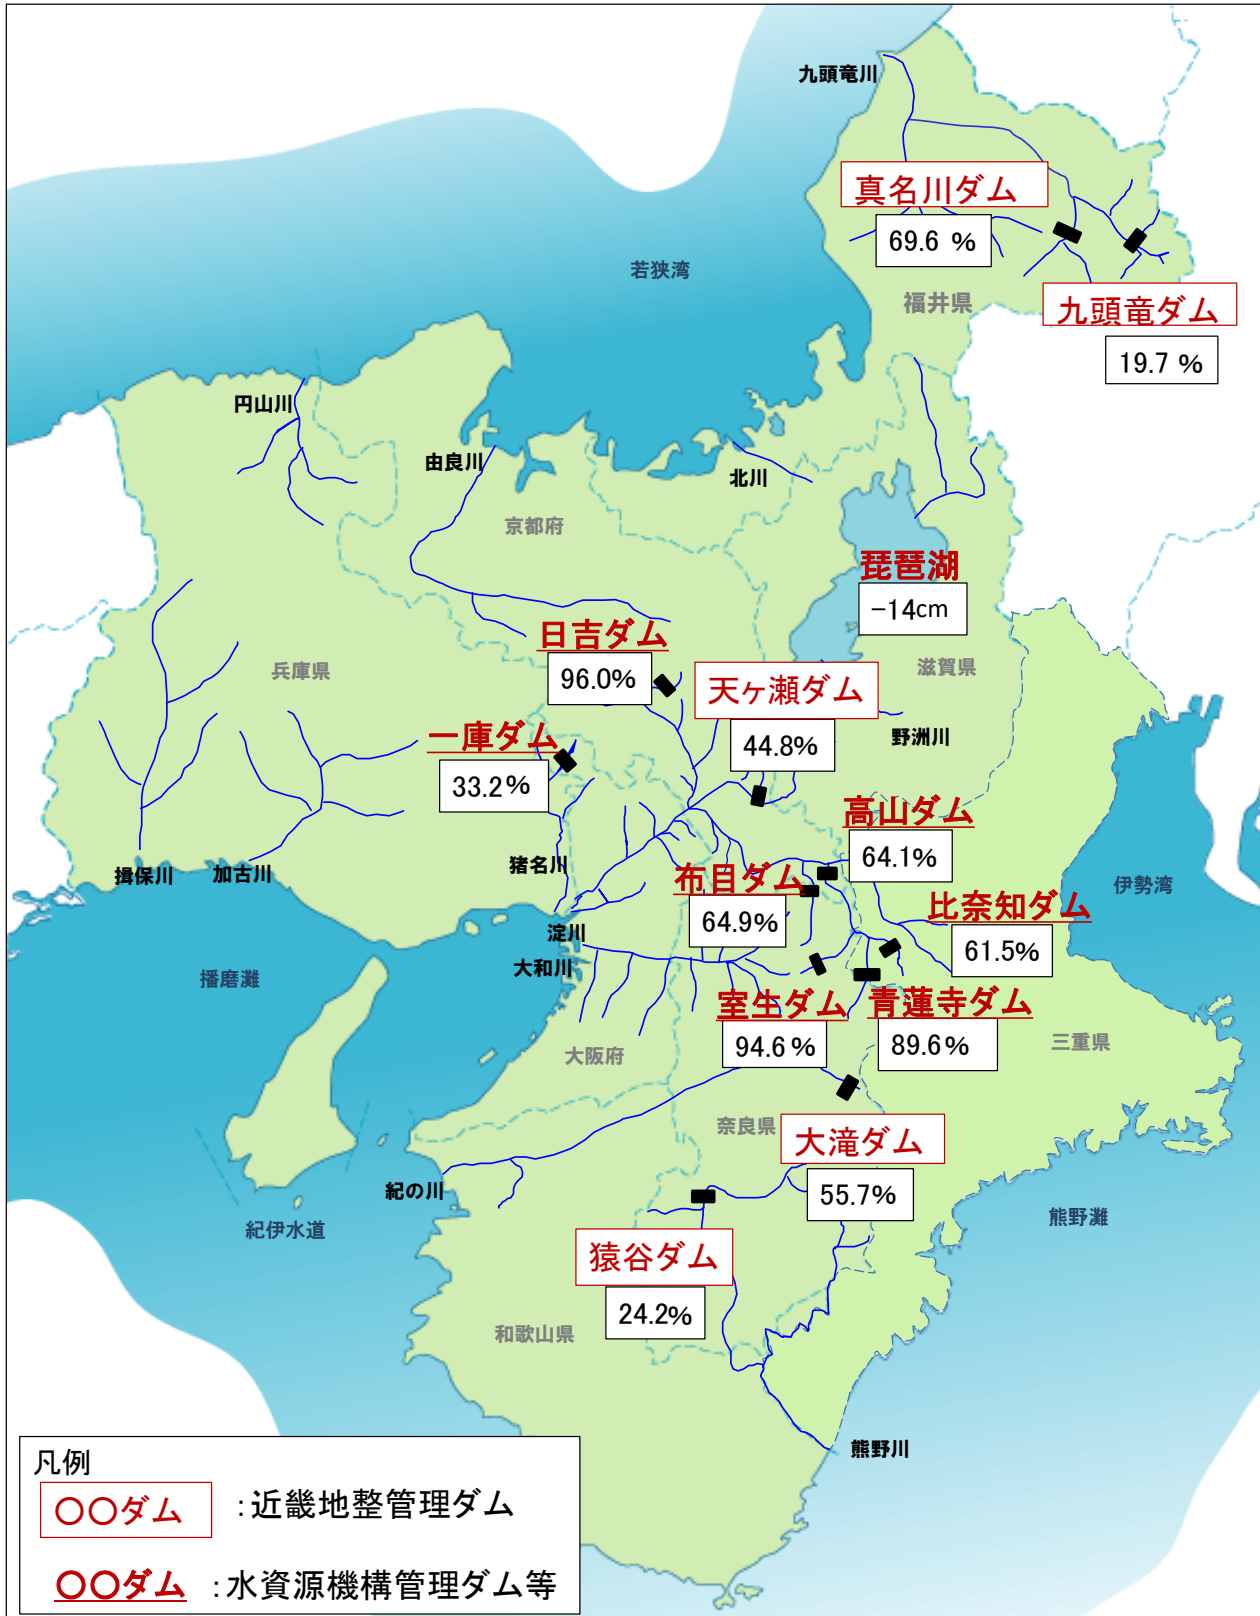 九頭竜川
真名川ダム
69.6 %
若狭湾
福井県
九頭竜ダム
19.7 %
円山川
由良川
北川
京都府
琵琶湖
-14cm
日吉ダム
96.0%
兵庫県
滋賀県
天ヶ瀬ダム
44.8%
野洲川
一庫ダム
33.2%
高山ダム
64.1%
猪名川
揖保川
加古川
布目ダム
64.9%
伊勢湾
比奈知ダム
61.5%
淀川
大和川
播磨灘
室生ダム
94.6%
青蓮寺ダム
89.6%
大阪府
三重県
奈良県
大滝ダム
55.7%
紀の川
紀伊水道
熊野灘
猿谷ダム
24.2%
和歌山県
熊野川
凡例
〇〇ダム :近畿地整管理ダム
〇〇ダム :水資源機構管理ダム等